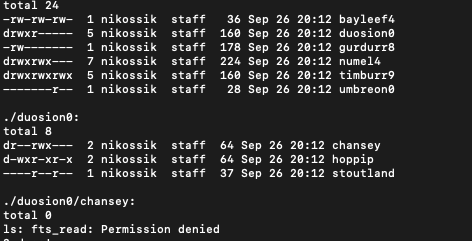 total 24
-rw-rw-rw-  1 nikossik  staff   36 Sep 26 20:12 bayleef4
drwxr-----  5 nikossik  staff  160 Sep 26 20:12 duosion0
-rw-------  1 nikossik  staff  178 Sep 26 20:12 gurdurr8
drwxrwx---  7 nikossik  staff  224 Sep 26 20:12 numel4
drwxrwxrwx  5 nikossik  staff  160 Sep 26 20:12 timburr9
-------r--  1 nikossik  staff   28 Sep 26 20:12 umbreon0
./duosion0:
total 8
dr--rwx---  2 nikossik  staff  64 Sep 26 20:12 chansey
d-wxr-xr-x  2 nikossik  staff  64 Sep 26 20:12 hoppip
----r--r--  1 nikossik  staff  37 Sep 26 20:12 stoutland
./duosion0/chansey:
total 0
ls: fts_read: Permission denied